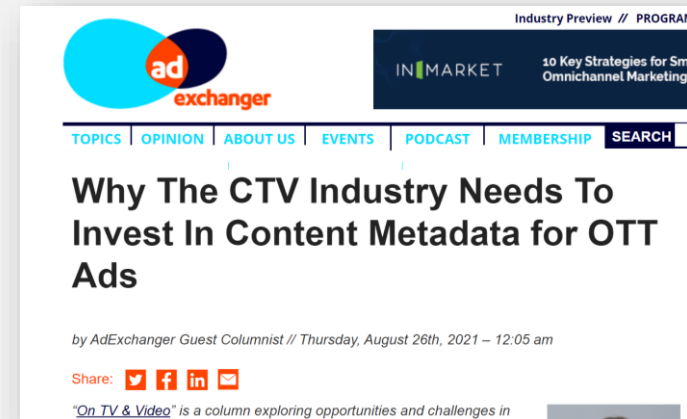 Industry Preview // PROGRAM
ad
exchanger
INMARKET
10 Key Strategies for Sm
Omnichannel Marketing
TOPICS OPINION ABOUT US EVENTS PODCAST MEMBERSHIP SEARCH
Why The CTV Industry Needs To
Invest In Content Metadata for OTT
Ads
by AdExchanger Guest Columnist // Thursday, August 26th, 2021 – 12:05 am
Share:
“On TV & Video” is a column exploring opportunities and challenges in